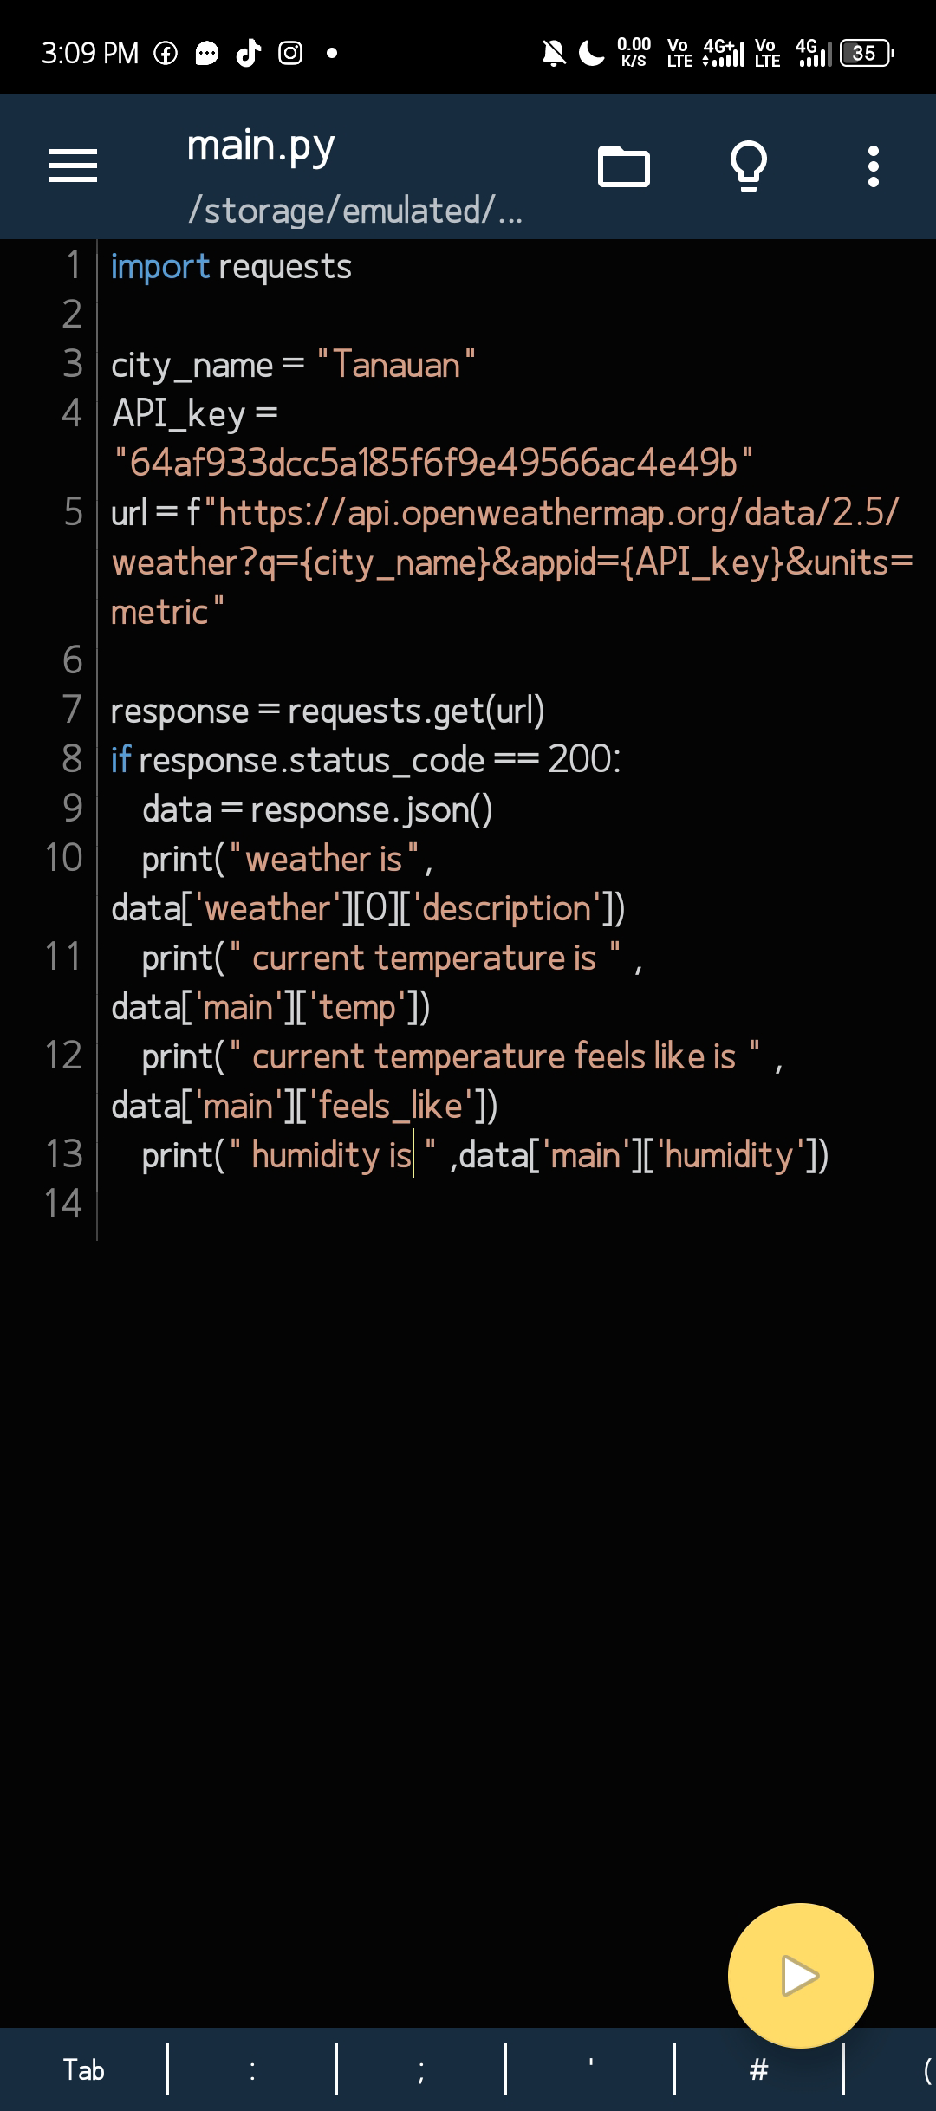 3:09 PM
0.00 K/S Vo LTE 4G+ Vo LTE 4G 35
main.py
/storage/emulated/...
1 import requests
2
3 city_name = "Tanauan"
4 API_key =
"64af933dcc5a185f6f9e49566ac4e49b"
5 url = f"https://api.openweathermap.org/data/2.5/
weather?q={city_name}&appid={API_key}&units=
metric"
6
7 response = requests.get(url)
8 if response.status_code == 200:
9 data = response.json()
10 print("weather is",
data['weather'][0]['description'])
11 print(" current temperature is " ,
data['main']['temp'])
12 print(" current temperature feels like is " ,
data['main']['feels_like'])
13 print(" humidity is " ,data['main']['humidity'])
14
Tab : ; ' # (